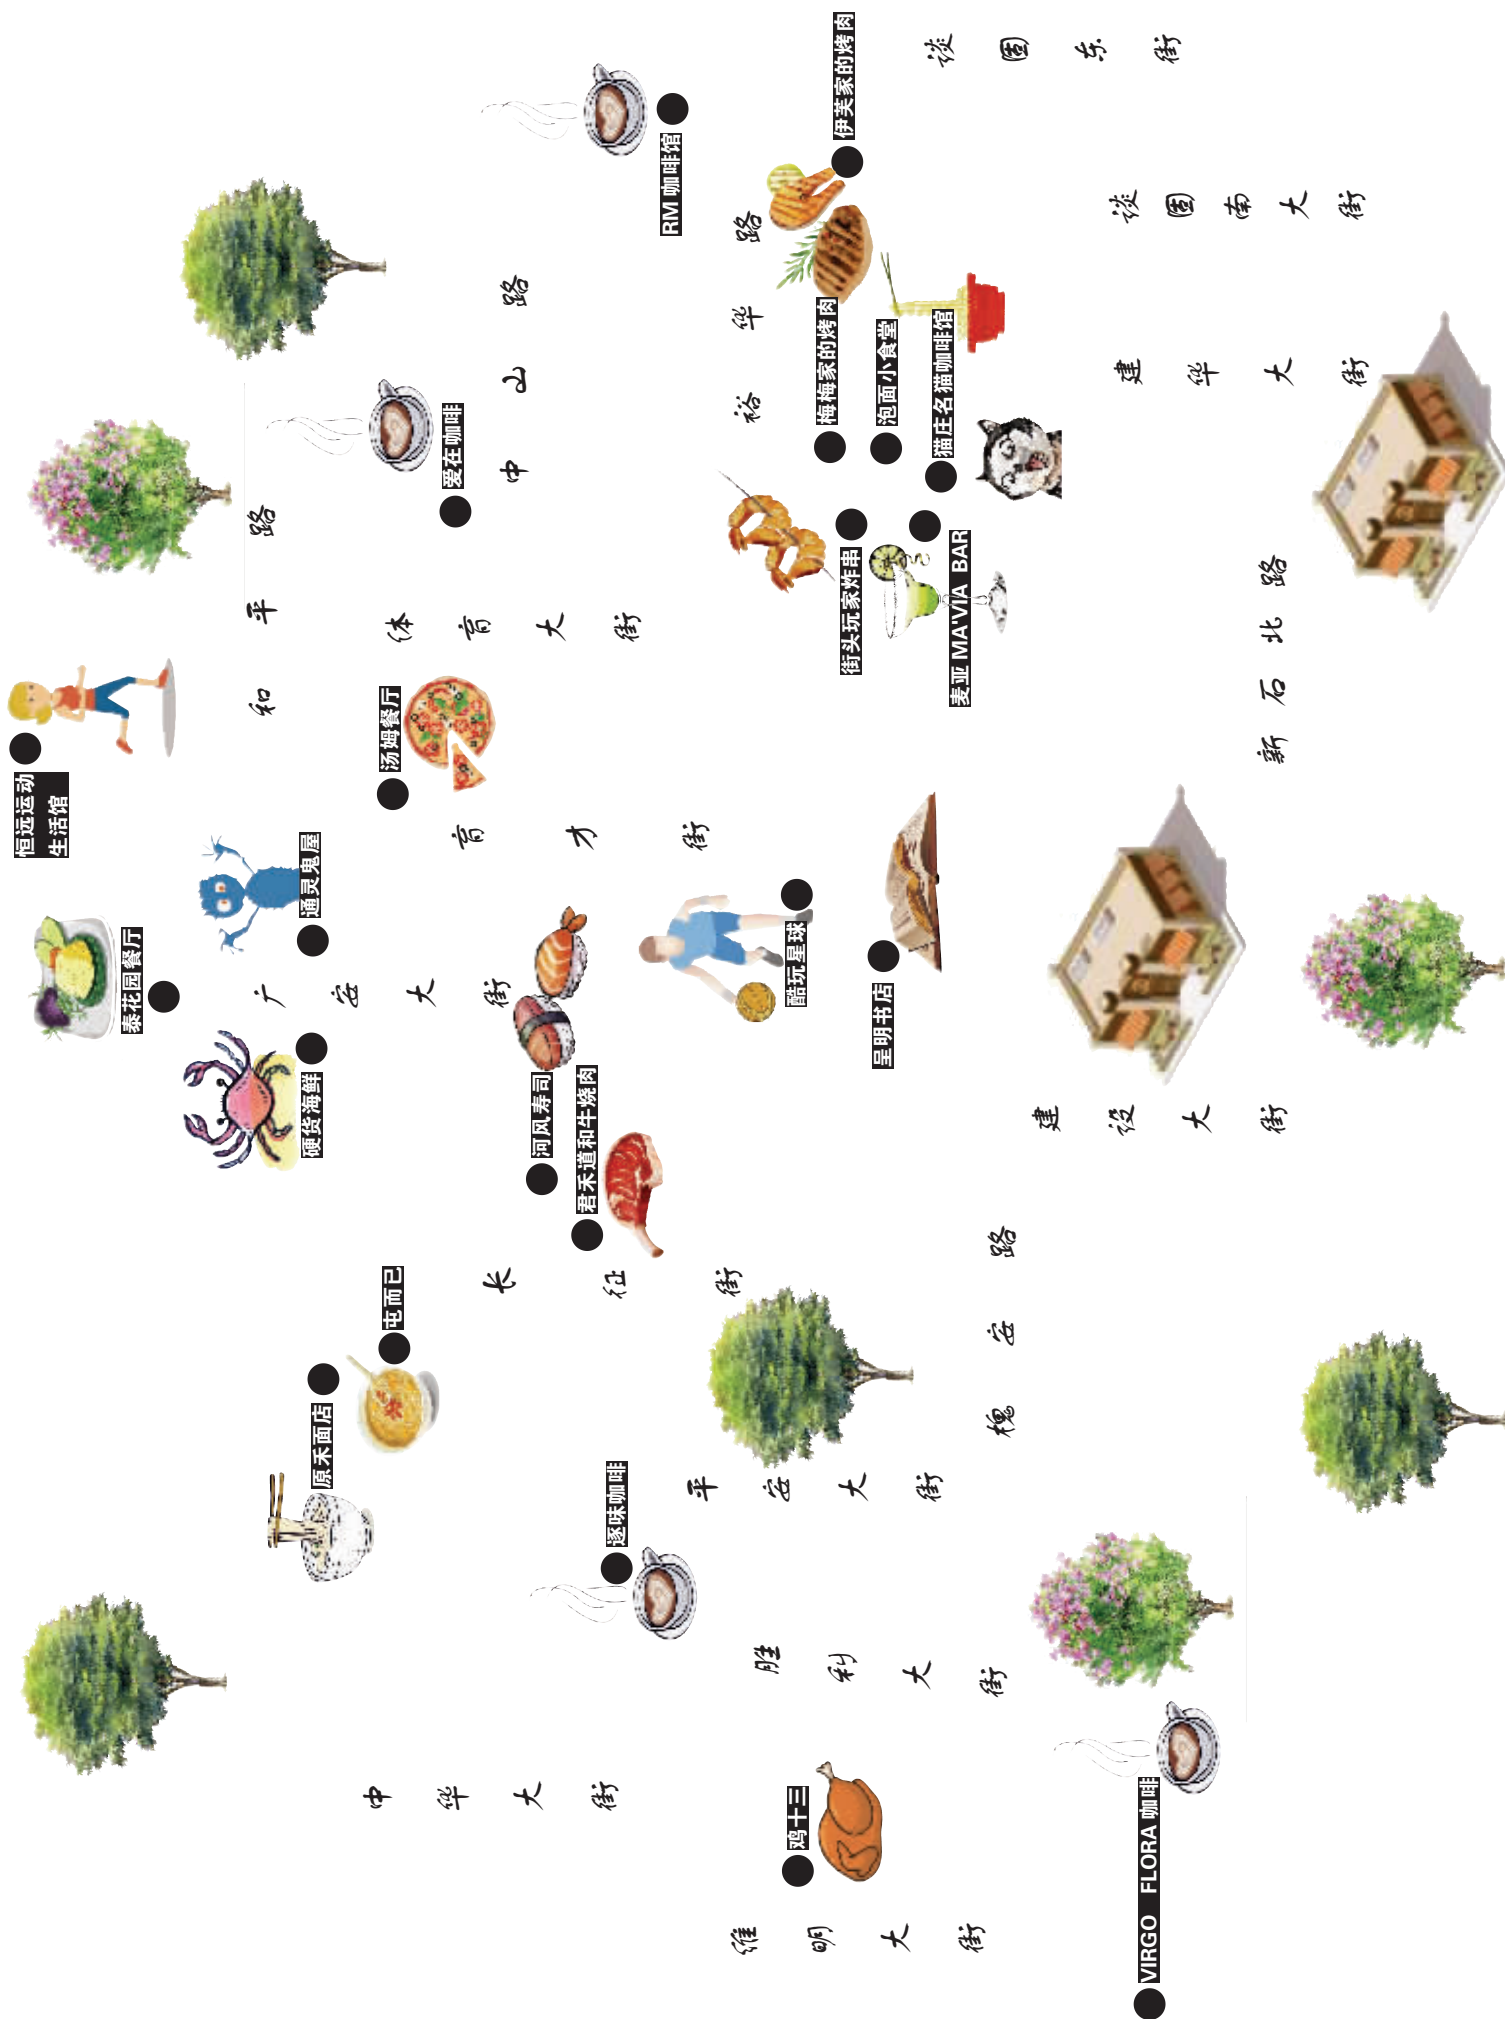 恒远运动
生活馆
泰花园餐厅
和平路
通灵鬼屋
硬货海鲜
广安大街
原禾面店
屯而已
汤姆餐厅
爱在咖啡
体育大街
中山路
RM 咖啡馆
育才街
河风寿司
君禾道和牛烧肉
长征街
逐味咖啡
中华大街
平安大街
裕华路
伊芙家的烤肉
梅梅家的烤肉
泡面小食堂
猫庄名猫咖啡馆
街头玩家炸串
麦亚 MA'VIA BAR
酷玩星球
呈明书店
胜利大街
鸡十三
维明大街
槐安路
谈固东街
谈固南大街
建华大街
新石北路
建设大街
VIRGO FLORA 咖啡